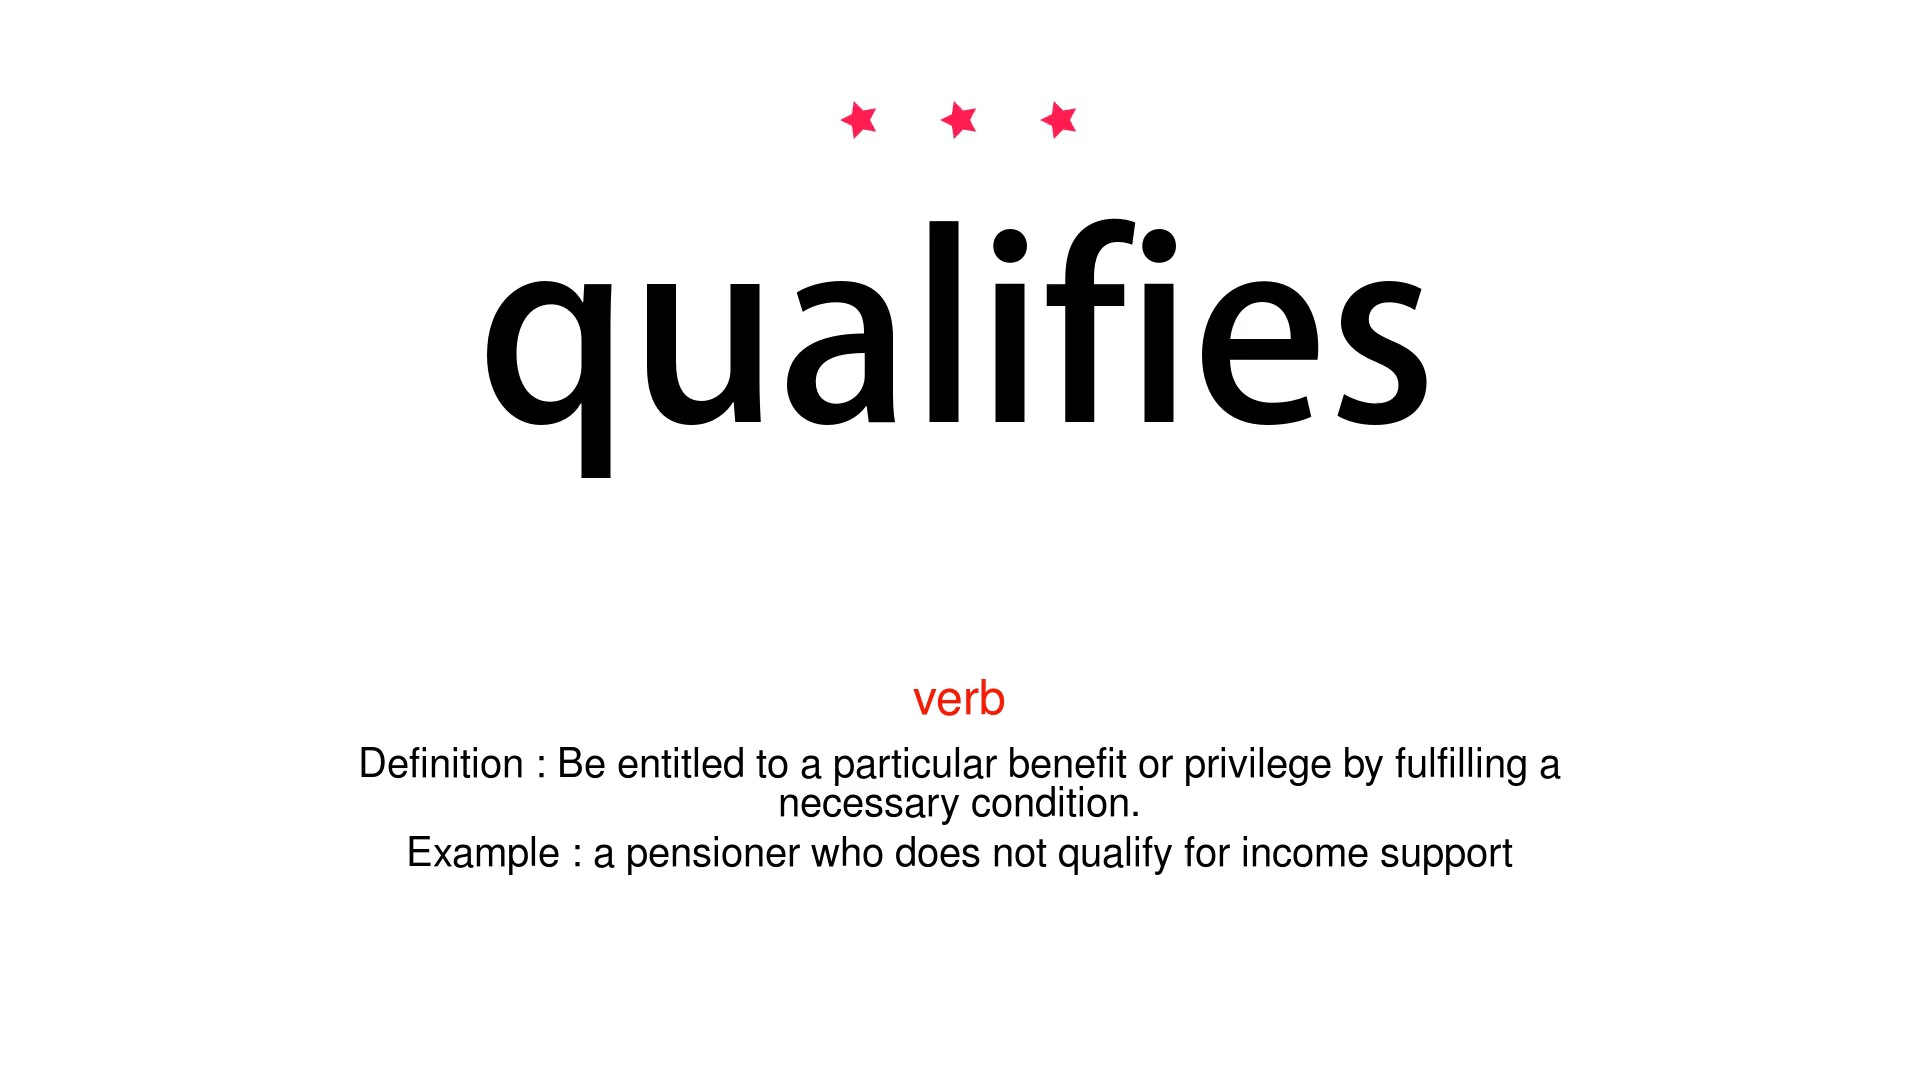 qualifies
verb
Definition : Be entitled to a particular benefit or privilege by fulfilling a
necessary condition.
Example : a pensioner who does not qualify for income support